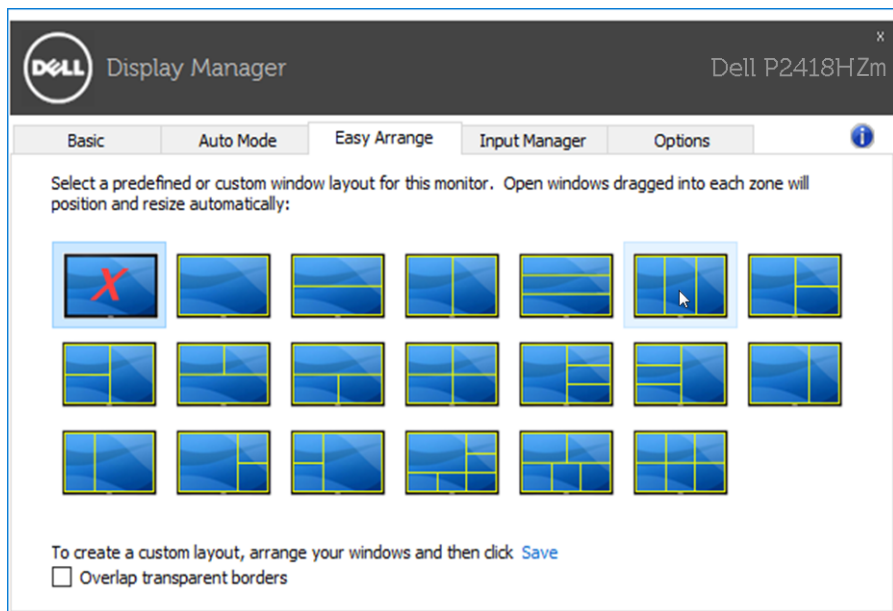 DELL Display Manager
x
Dell P2418HZm
Basic Auto Mode Easy Arrange Input Manager Options
Select a predefined or custom window layout for this monitor. Open windows dragged into each zone will
position and resize automatically:
To create a custom layout, arrange your windows and then click Save
Overlap transparent borders